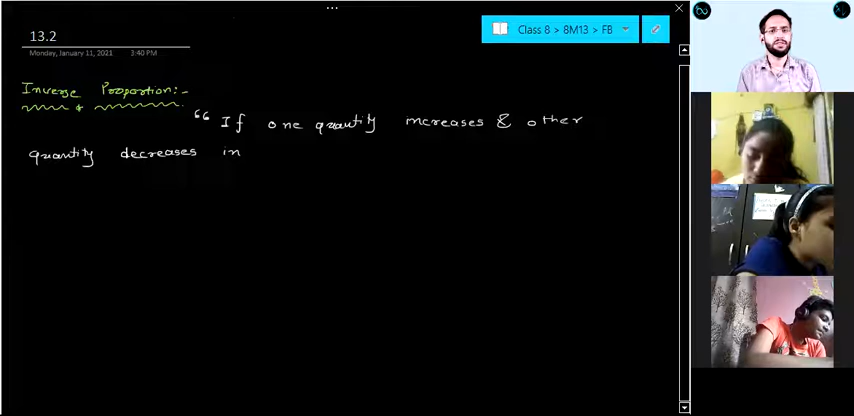 13.2
Class 8 > 8M13 > FB
Monday, January 11, 2021 3:40 PM
Inverse Proportion:-
"If one quantity increases & other
quantity decreases in